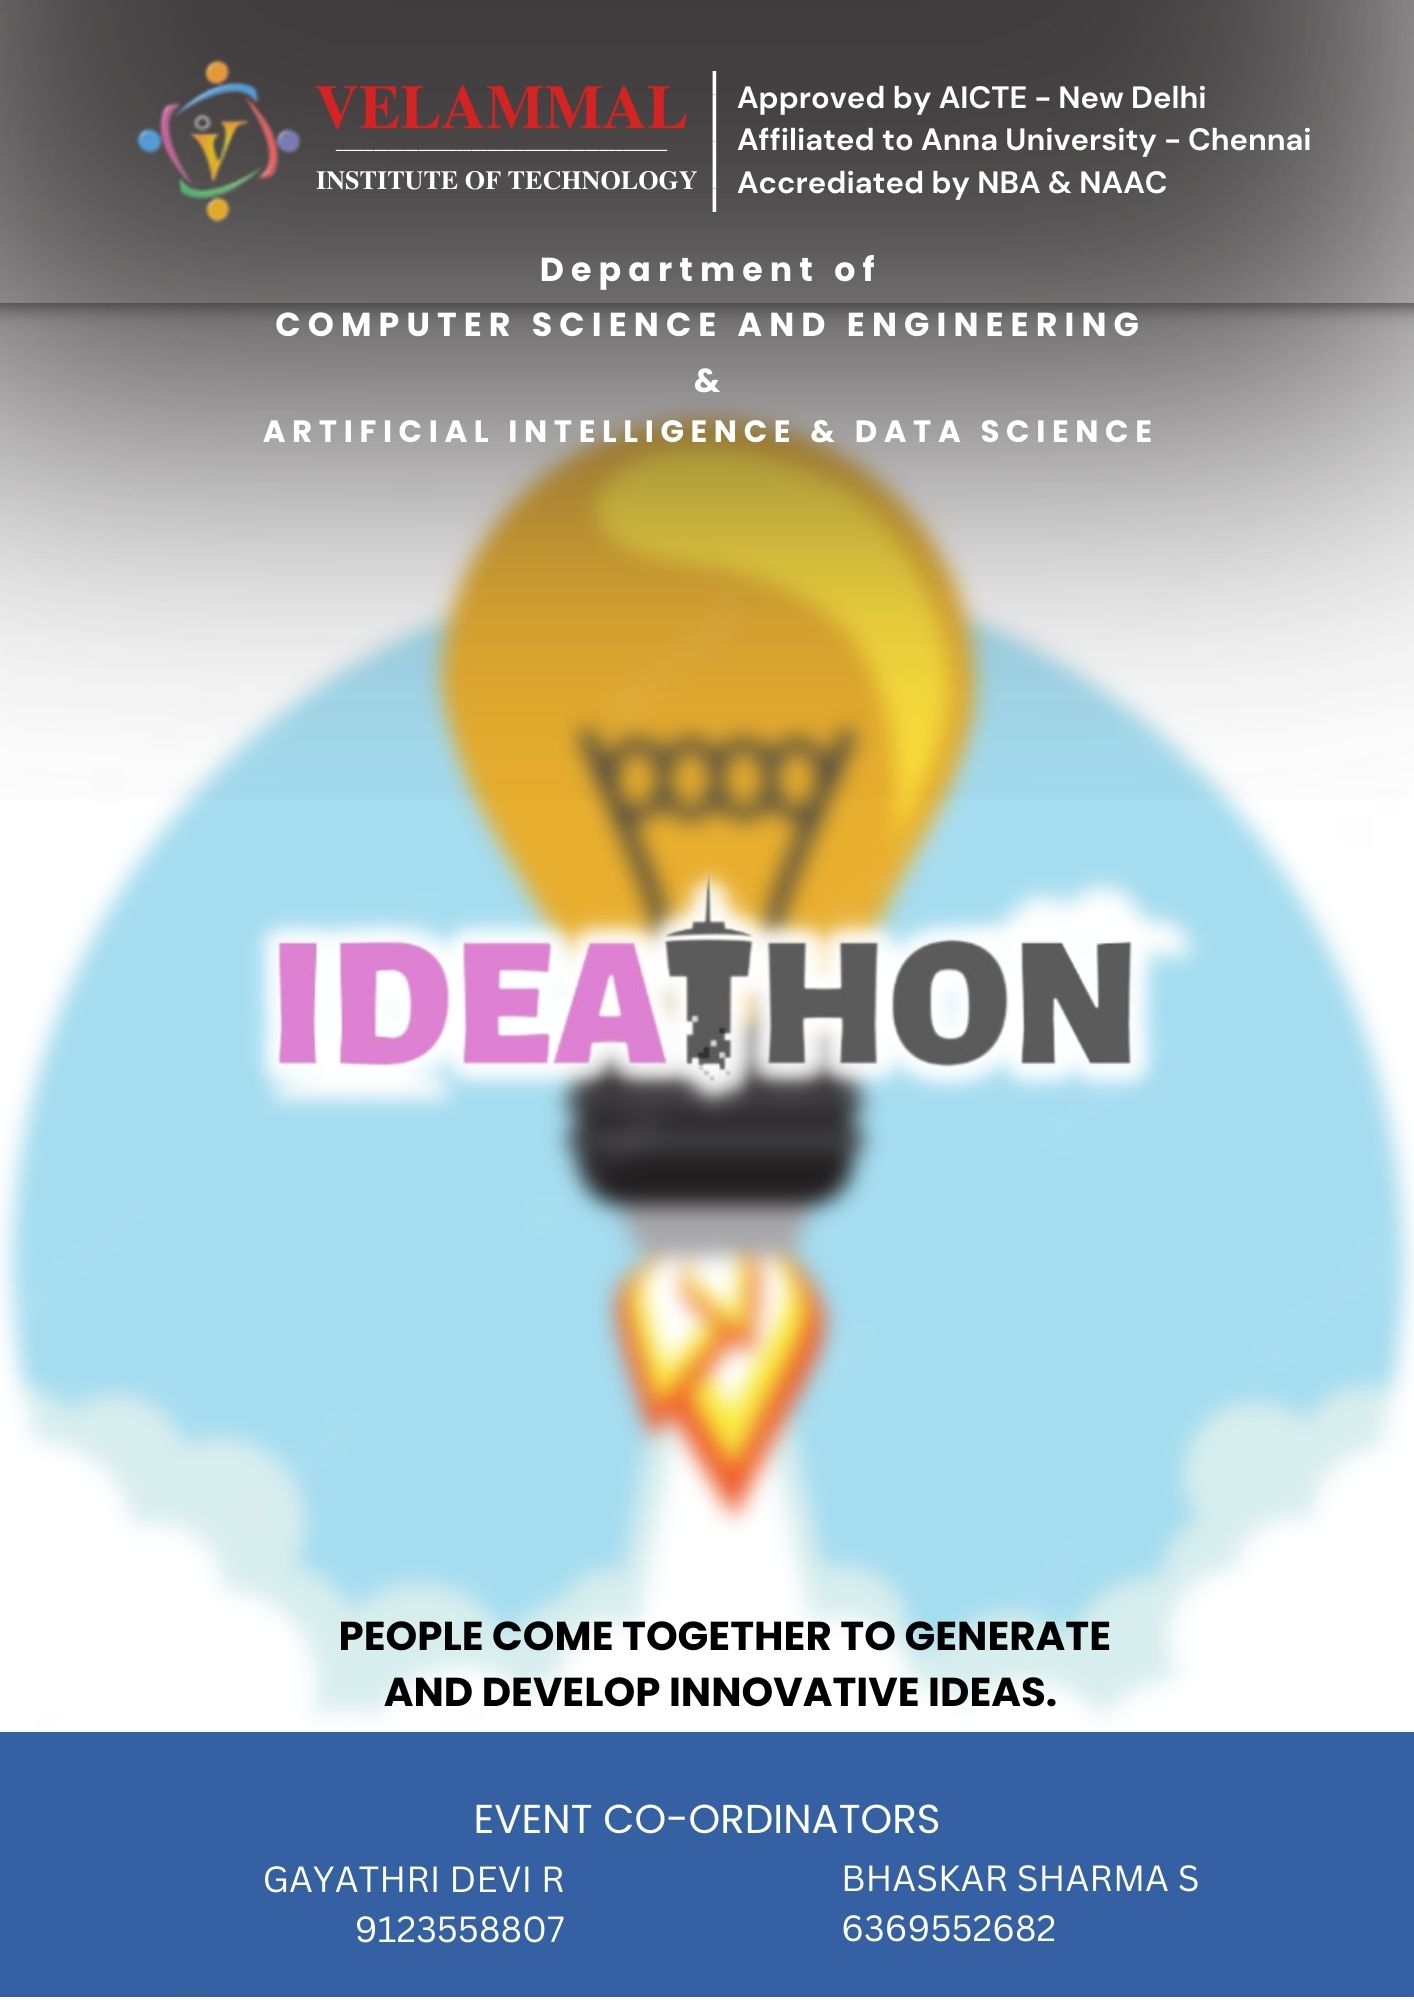 VELAMMAL
INSTITUTE OF TECHNOLOGY
Approved by AICTE - New Delhi
Affiliated to Anna University - Chennai
Accrediated by NBA & NAAC
Department of
COMPUTER SCIENCE AND ENGINEERING
&
ARTIFICIAL INTELLIGENCE & DATA SCIENCE
IDEATHON
PEOPLE COME TOGETHER TO GENERATE
AND DEVELOP INNOVATIVE IDEAS.
EVENT CO-ORDINATORS
GAYATHRI DEVI R
9123558807
BHASKAR SHARMA S
6369552682